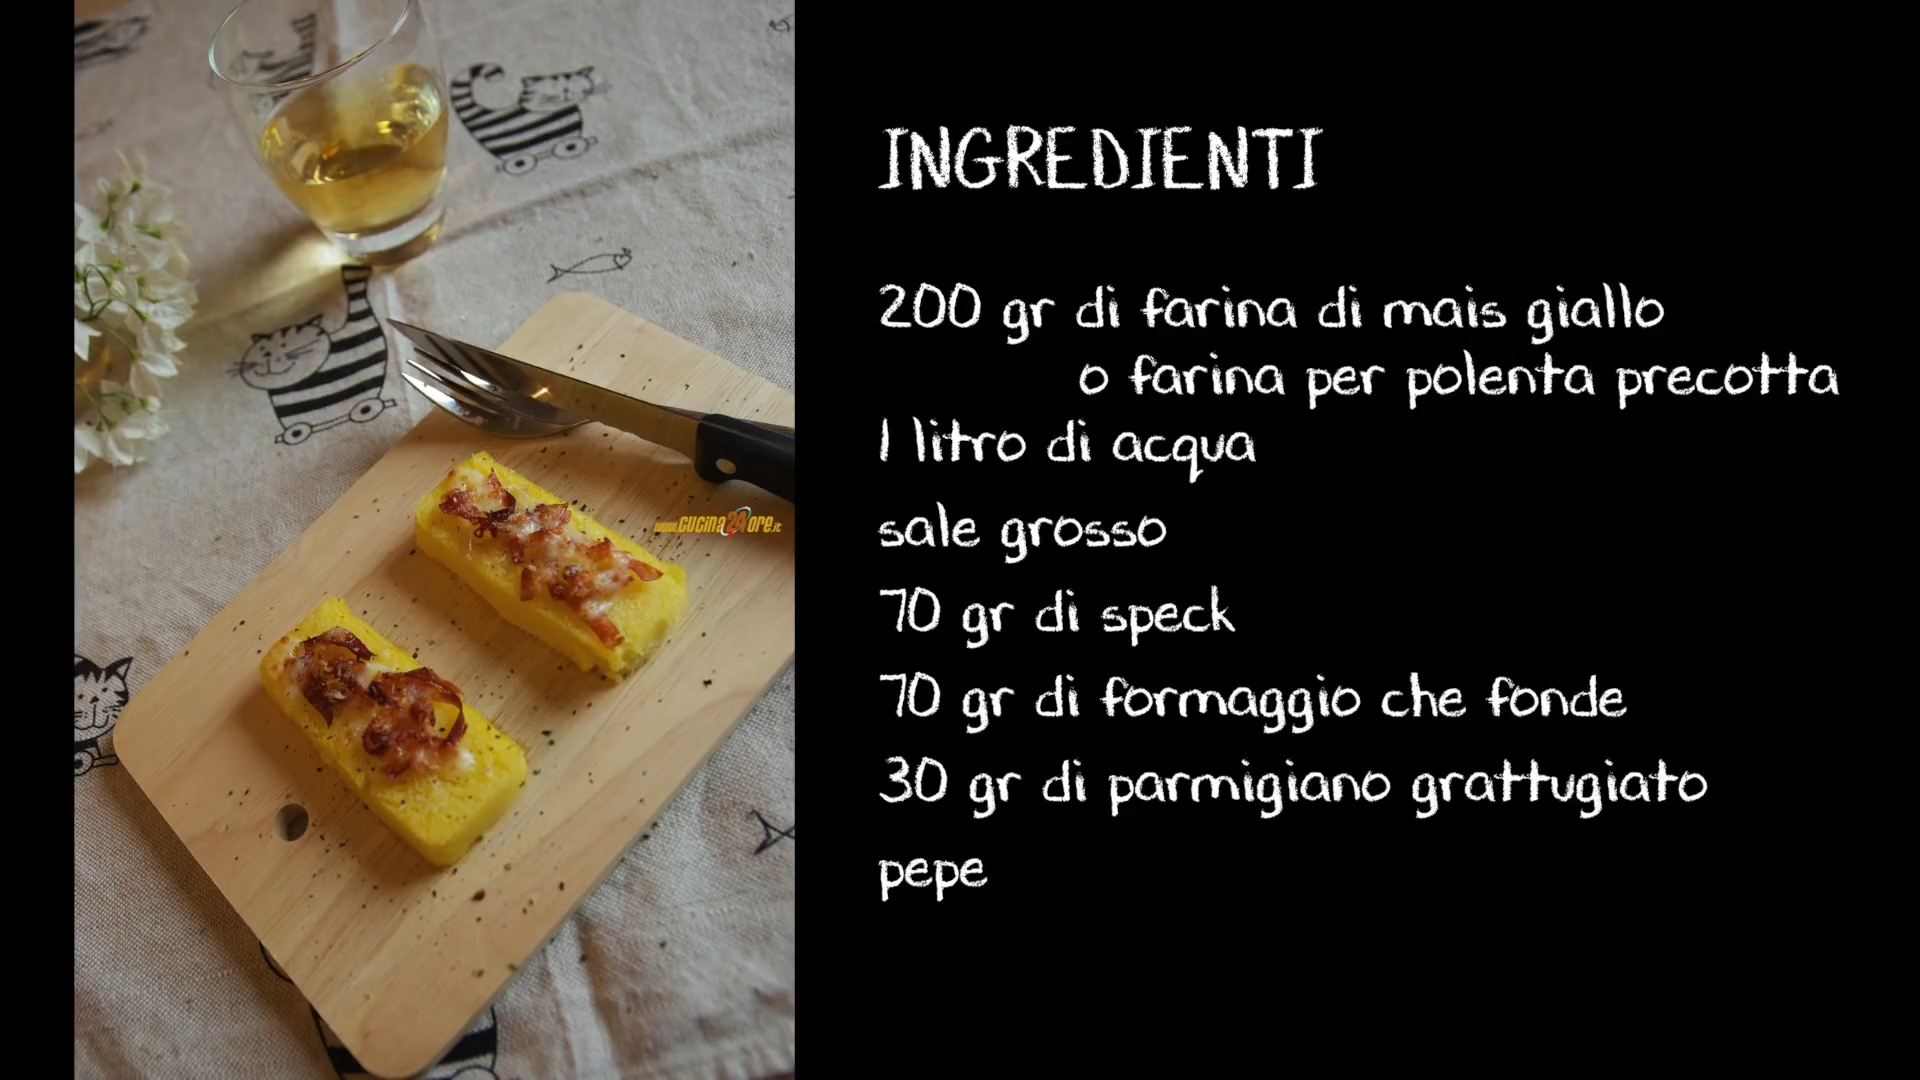 www.cucina24ore.it
INGREDIENTI
200 gr di farina di mais giallo
o farina per polenta precotta
1 litro di acqua
sale grosso
70 gr di speck
70 gr di formaggio che fonde
30 gr di parmigiano grattugiato
pepe